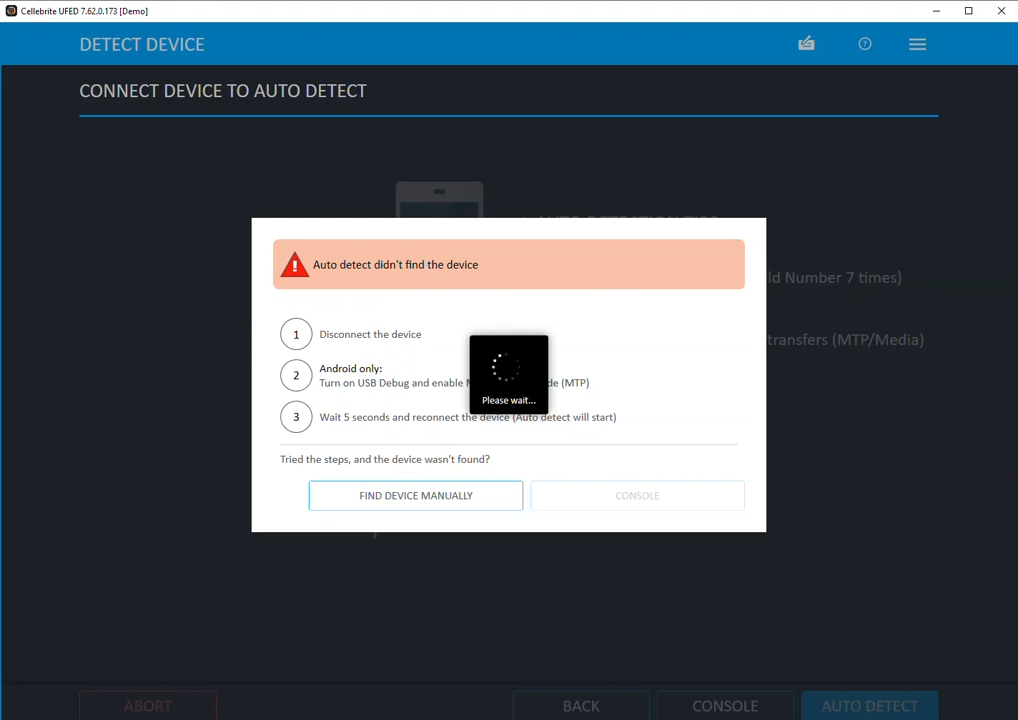 Cellebrite UFED 7.62.0.173 [Demo]
DETECT DEVICE
CONNECT DEVICE TO AUTO DETECT
ld Number 7 times)
transfers (MTP/Media)
Auto detect didn't find the device
1 Disconnect the device
2 Android only:
Turn on USB Debug and enable de (MTP)
Please wait...
3 Wait 5 seconds and reconnect the device (Auto detect will start)
Tried the steps, and the device wasn't found?
FIND DEVICE MANUALLY CONSOLE
ABORT BACK CONSOLE AUTO DETECT